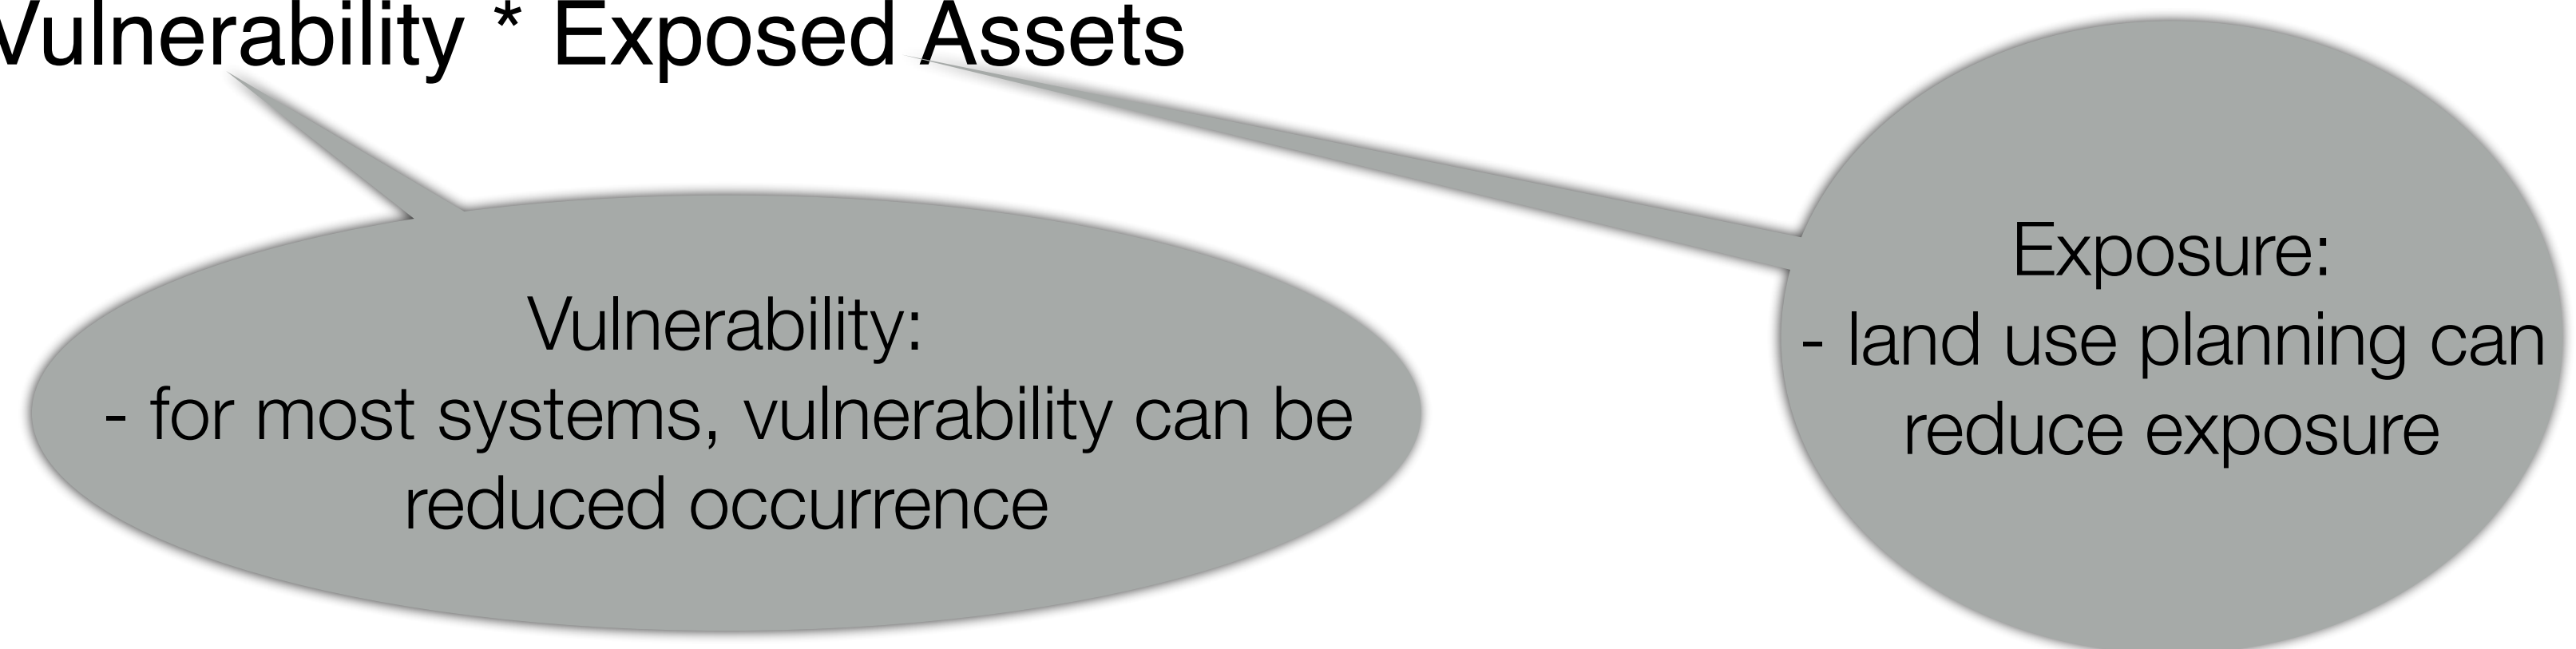 Vulnerability * Exposed Assets
Vulnerability:
- for most systems, vulnerability can be
reduced occurrence
Exposure:
- land use planning can
reduce exposure